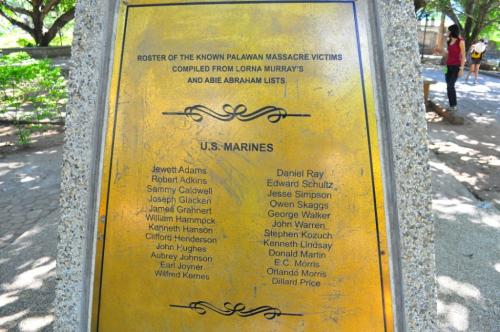 ROSTER OF THE KNOWN PALAWAN MASSACRE VICTIMS
COMPILED FROM LORNA MURRAY'S
AND ABIE ABRAHAM LISTS.
U.S. MARINES
Jewett Adams
Robert Adkins
Sammy Caldwell
Joseph Glacken
James Grahnert
William Hammock
Kenneth Hanson
Clifford Henderson
John Hughes
Aubrey Johnson
Earl Joyner
Wilfred Kernes
Daniel Ray
Edward Schultz
Jesse Simpson
Owen Skaggs
George Walker
John Warren
Stephen Kozuch
Kenneth Lindsay
Donald Martin
E.C. Morris
Orlando Morris
Dillard Price